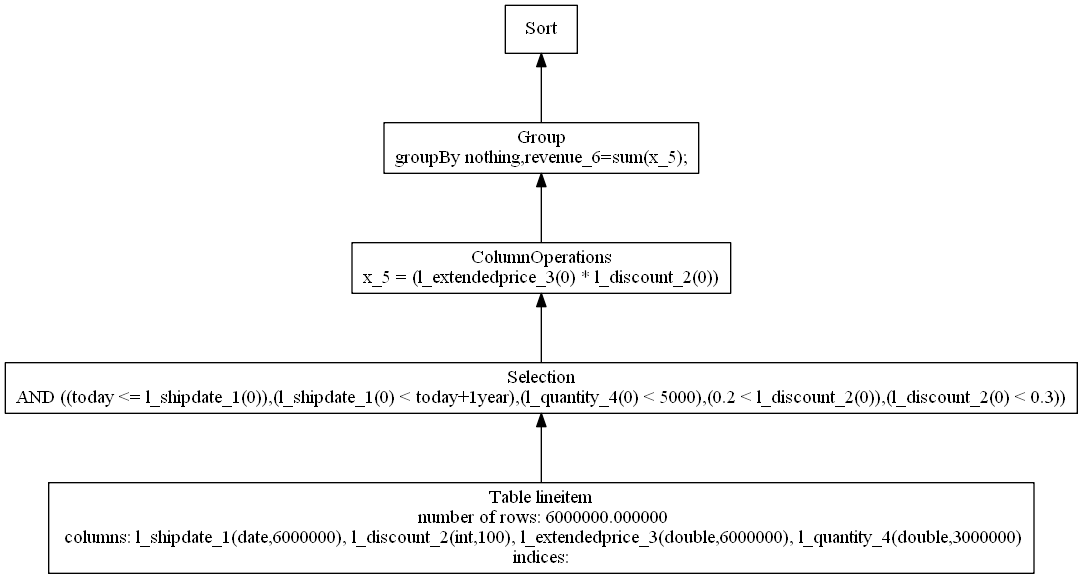 Sort
Group
groupBy nothing,revenue_6=sum(x_5);
ColumnOperations
x_5 = (l_extendedprice_3(0) * l_discount_2(0))
Selection
AND ((today <= l_shipdate_1(0)),(l_shipdate_1(0) < today+1year),(l_quantity_4(0) < 5000),(0.2 < l_discount_2(0)),(l_discount_2(0) < 0.3))
Table lineitem
number of rows: 6000000.000000
columns: l_shipdate_1(date,6000000), l_discount_2(int,100), l_extendedprice_3(double,6000000), l_quantity_4(double,3000000)
indices: